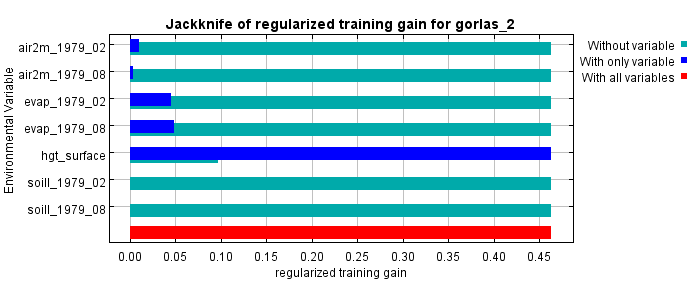 Jackknife of regularized training gain for gorlas_2
Environmental Variable
air2m_1979_02
air2m_1979_08
evap_1979_02
evap_1979_08
hgt_surface
soill_1979_02
soill_1979_08
0.00 0.05 0.10 0.15 0.20 0.25 0.30 0.35 0.40 0.45
regularized training gain
Without variable
With only variable
With all variables